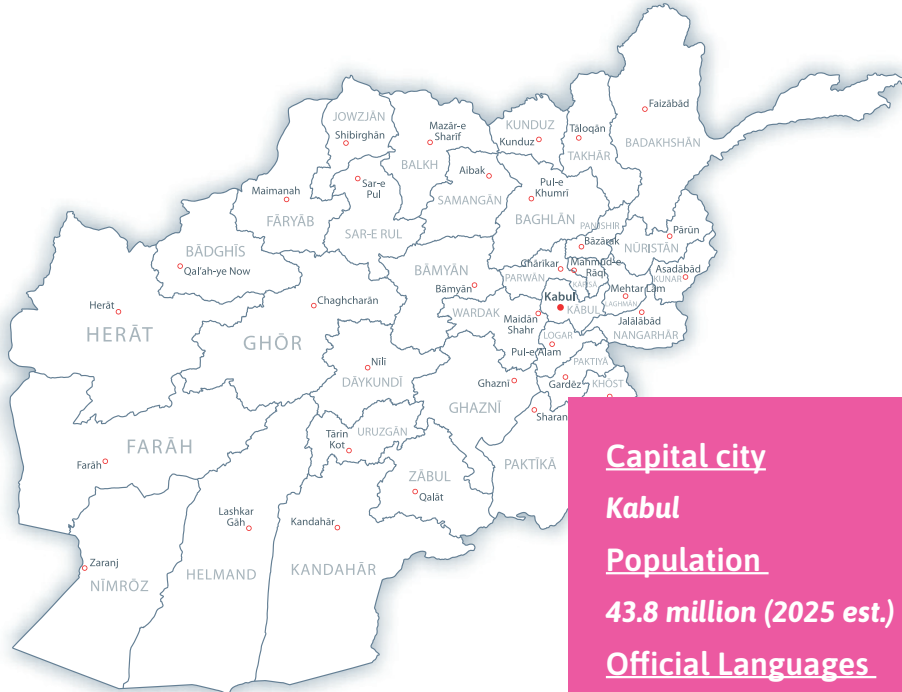 Faizābād
BADAKHSHĀN
JOWZJĀN
Shibirghān
Mazār-e
Sharīf
BALKH
KUNDUZ
Kunduz
Tāloqān
TAKHĀR
Aibak
SAMANGĀN
Sar-e
Pul
SAR-E RUL
Maimanah
FĀRYĀB
Pul-e
Khumrī
BAGHLĀN
PANJSHIR
Bāzārak
Pārūn
NŪRISTĀN
BĀDGHĪS
Qal'ah-ye Now
BĀMYĀN
Bāmyān
Chārīkar
PARWĀN
Mahmūd-e
Rāqī
KĀPĪSĀ
Asadābād
KUNAR
Mehtar Lām
LAGHMĀN
Herāt
HERĀT
Chaghcharān
GHŌR
WARDAK
Maidān
Shahr
Kabul
KĀBUL
Jalālābād
NANGARHĀR
LOGAR
Pul-e Alam
PAKTIYĀ
Nīlī
DĀYKUNDĪ
Ghaznī
GHAZNĪ
Gardēz
KHŌST
Sharan
FARĀH
Farāh
Tārin
Kot
URUZGĀN
ZĀBUL
Qalāt
PAKTĪKĀ
Lashkar
Gāh
Kandahār
Zaranj
NĪMRŌZ
HELMAND
KANDAHĀR
Capital city
Kabul
Population
43.8 million (2025 est.)
Official Languages